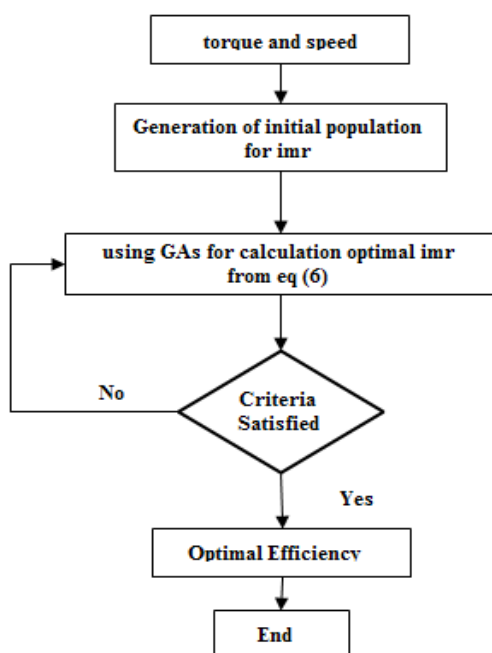 torque and speed
Generation of initial population
for imr
using GAs for calculation optimal imr
from eq (6)
No
Criteria
Satisfied
Yes
Optimal Efficiency
End